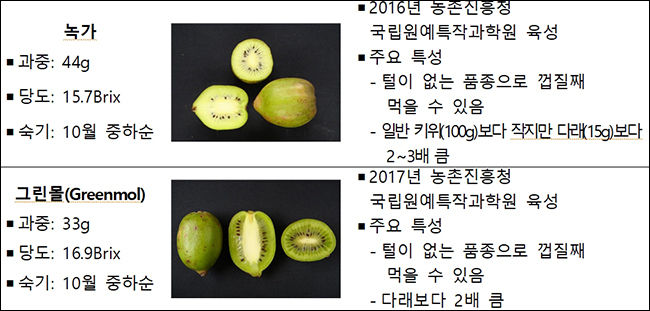 녹가
■ 과중: 44g
■ 당도: 15.7Brix
■ 숙기: 10월 중하순
■ 2016년 농촌진흥청
국립원예특작과학원 육성
■ 주요 특성
- 털이 없는 품종으로 껍질째
먹을 수 있음
- 일반 키위(100g)보다 작지만 다래(15g)보다
2~3배 큼
그린몰(Greenmol)
■ 과중: 33g
■ 당도: 16.9Brix
■ 숙기: 10월 중하순
■ 2017년 농촌진흥청
국립원예특작과학원 육성
■ 주요 특성
- 털이 없는 품종으로 껍질째
먹을 수 있음
- 다래보다 2배 큼